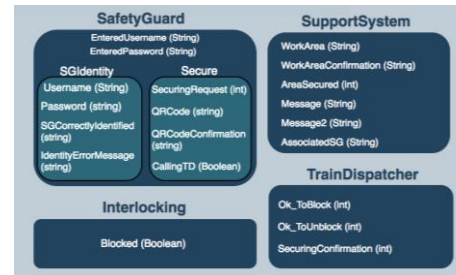 SafetyGuard
EnteredUsername (String)
EnteredPassword (String)
SGIdentity
Username (String)
Password (string)
SGCorrectlyIdentified
(string)
IdentityErrorMessage
(string)
Secure
SecuringRequest (int)
QRCode (string)
QRCodeConfirmation
(string)
CallingTD (Boolean)
Interlocking
Blocked (Boolean)
SupportSystem
WorkArea (String)
WorkAreaConfirmation (String)
AreaSecured (int)
Message (String)
Message2 (String)
AssociatedSG (String)
TrainDispatcher
Ok_ToBlock (int)
Ok_ToUnblock (int)
SecuringConfirmation (int)